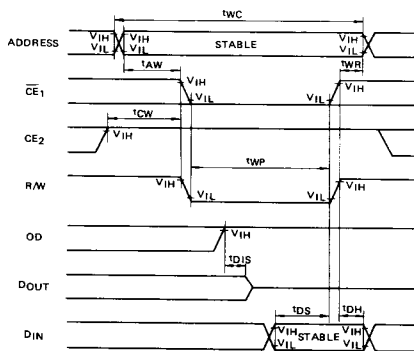 tWC
ADDRESS VIH VIH STABLE VIH
VIL VIL VIL
tAW tWR
CE1 VIH VIH
VIL VIL
tCW
CE2 VIH
tWP
R/W VIH VIH
VIL VIL
OD VIH
tDIS
DOUT
tDS tDH
DIN VIH STABLE VIH
VIL VIL